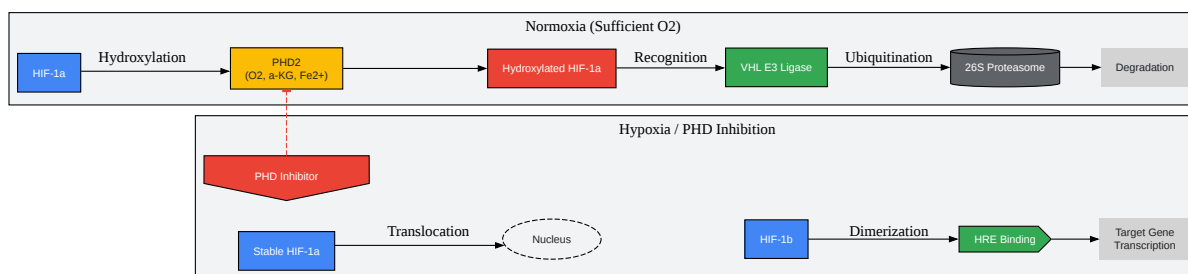 Normoxia (Sufficient O2)
HIF-1a
Hydroxylation
PHD2
(O2, a-KG, Fe2+)
Hydroxylated HIF-1a
Recognition
VHL E3 Ligase
Ubiquitination
26S Proteasome
Degradation
Hypoxia / PHD Inhibition
PHD Inhibitor
Stable HIF-1a
Translocation
Nucleus
HIF-1b
Dimerization
HRE Binding
Target Gene
Transcription